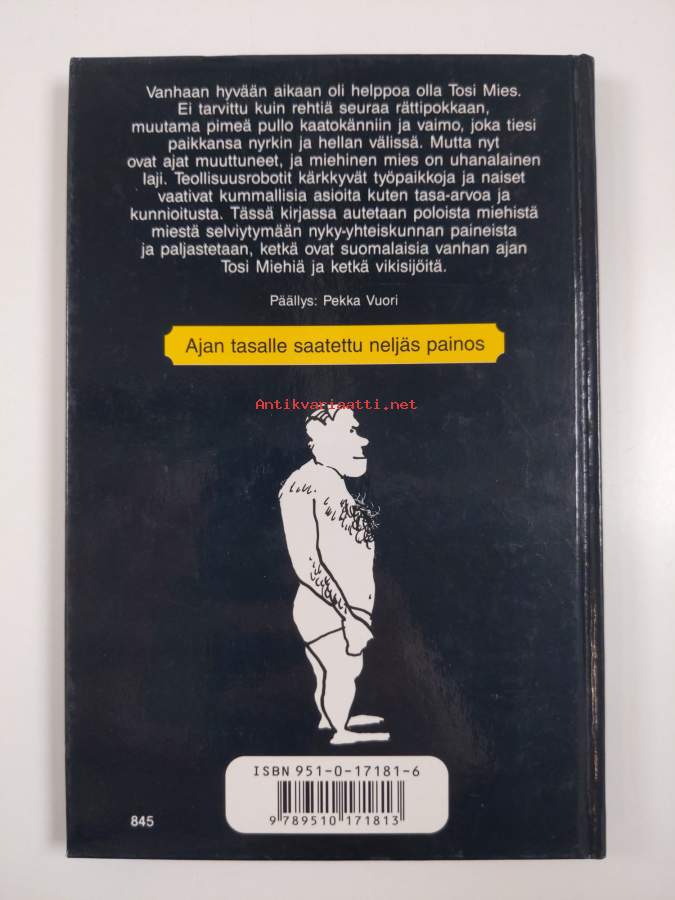 Vanhaan hyvään aikaan oli helppoa olla Tosi Mies.
Ei tarvittu kuin rehtiä seuraa rättipokkaan,
muutama pimeä pullo kaatokänniin ja vaimo, joka tiesi
paikkansa nyrkin ja hellan välissä. Mutta nyt
ovat ajat muuttuneet, ja miehinen mies on uhanalainen
laji. Teollisuusrobotit kärkkyvät työpaikkoja ja naiset
vaativat kummallisia asioita kuten tasa-arvoa ja
kunnioitusta. Tässä kirjassa autetaan poloista miehistä
miestä selviytymään nyky-yhteiskunnan paineista
ja paljastetaan, ketkä ovat suomalaisia vanhan ajan
Tosi Miehiä ja ketkä vikisijöitä.
Päällys: Pekka Vuori
Ajan tasalle saatettu neljäs painos
Antikvariaatti.net
ISBN 951-0-17181-6
9 789510 171813
845